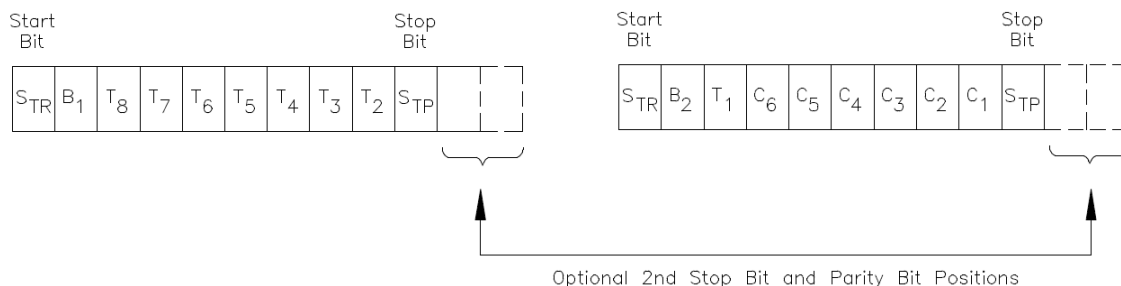 Start
Bit
Stop
Bit
Start
Bit
Stop
Bit
STR B1 T8 T7 T6 T5 T4 T3 T2 STP
STR B2 T1 C6 C5 C4 C3 C2 C1 STP
Optional 2nd Stop Bit and Parity Bit Positions